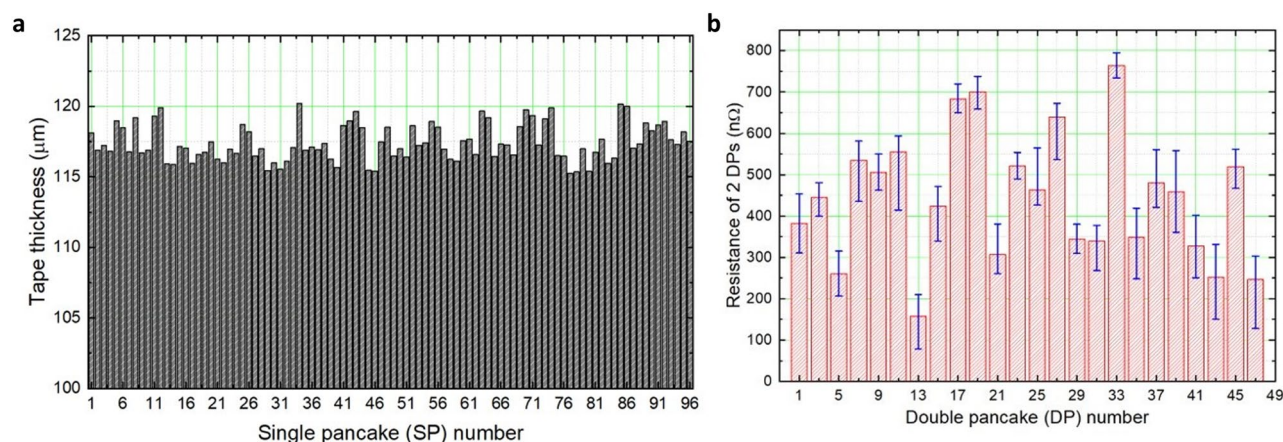 a
125
120
115
110
105
100
Tape thickness (μm)
1 6 11 16 21 26 31 36 41 46 51 56 61 66 71 76 81 86 91 96
Single pancake (SP) number
b
800
700
600
500
400
300
200
100
0
Resistance of 2 DPs (nΩ)
1 5 9 13 17 21 25 29 33 37 41 45 49
Double pancake (DP) number